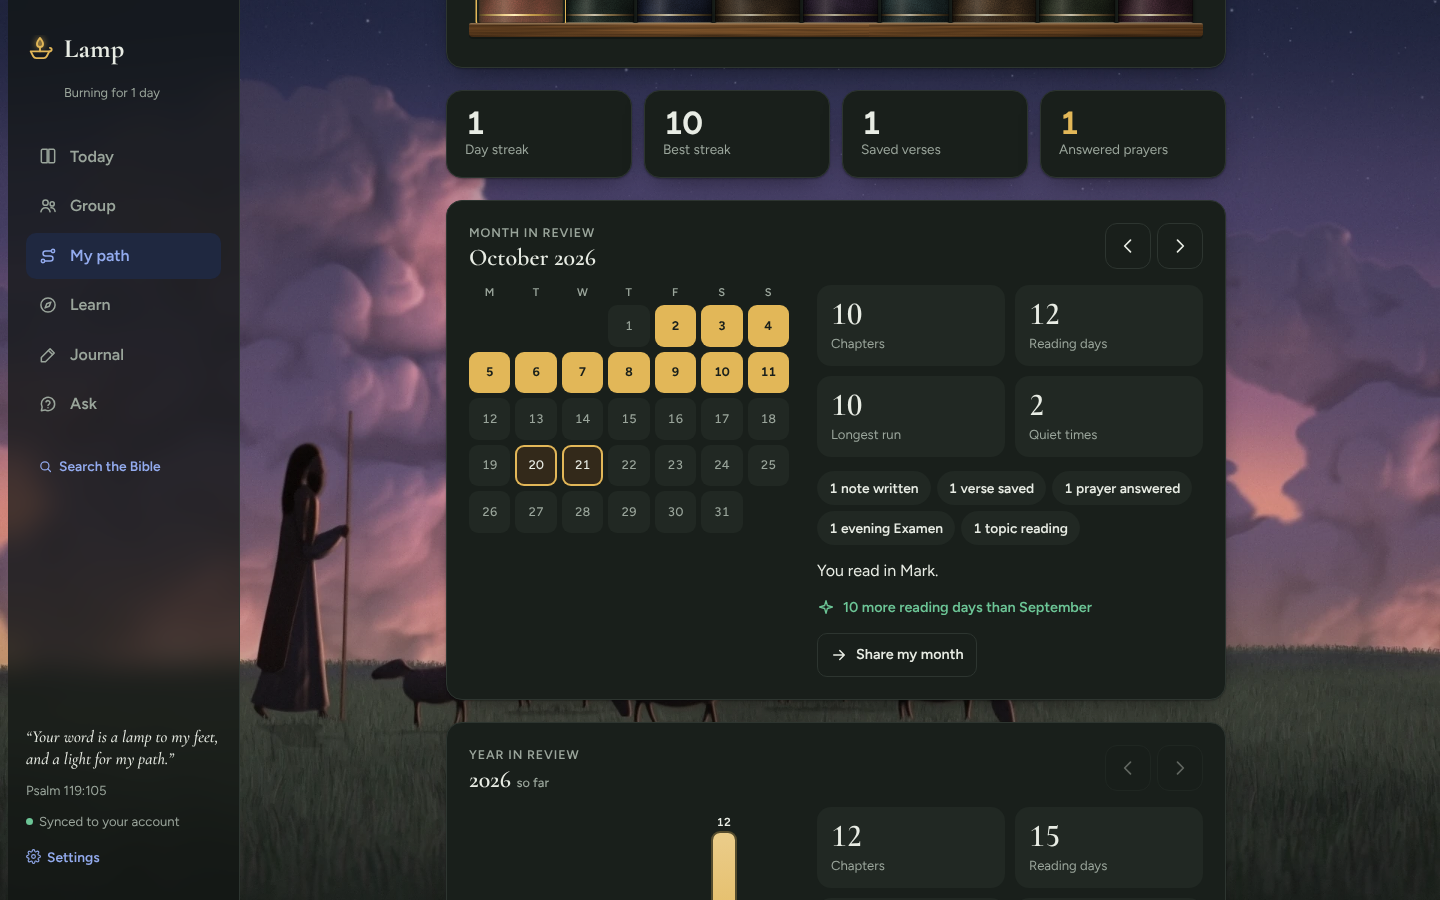 Lamp
Burning for 1 day
Today
Group
My path
Learn
Journal
Ask
Search the Bible
“Your word is a lamp to my feet,
and a light for my path.”
Psalm 119:105
Synced to your account
Settings
1
Day streak
10
Best streak
1
Saved verses
1
Answered prayers
MONTH IN REVIEW
October 2026
M T W T F S S
1 2 3 4
5 6 7 8 9 10 11
12 13 14 15 16 17 18
19 20 21 22 23 24 25
26 27 28 29 30 31
10
Chapters
12
Reading days
10
Longest run
2
Quiet times
1 note written
1 verse saved
1 prayer answered
1 evening Examen
1 topic reading
You read in Mark.
10 more reading days than September
Share my month
YEAR IN REVIEW
2026 so far
12
12
Chapters
15
Reading days